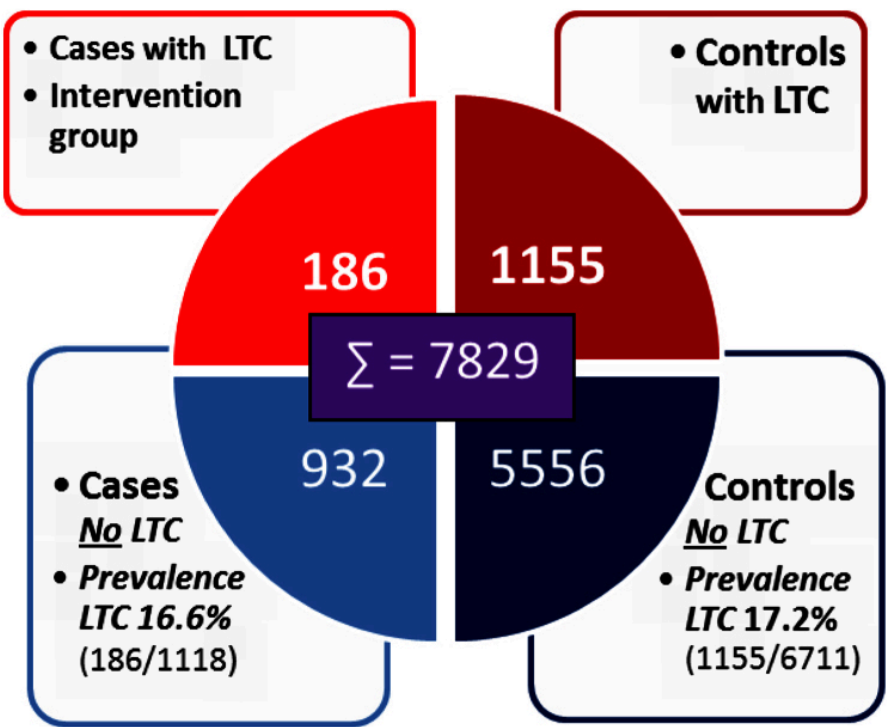 • Cases with LTC
• Intervention
group
• Controls
with LTC
186
1155
∑ = 7829
932
5556
• Cases
No LTC
• Prevalence
LTC 16.6%
(186/1118)
Controls
No LTC
• Prevalence
LTC 17.2%
(1155/6711)